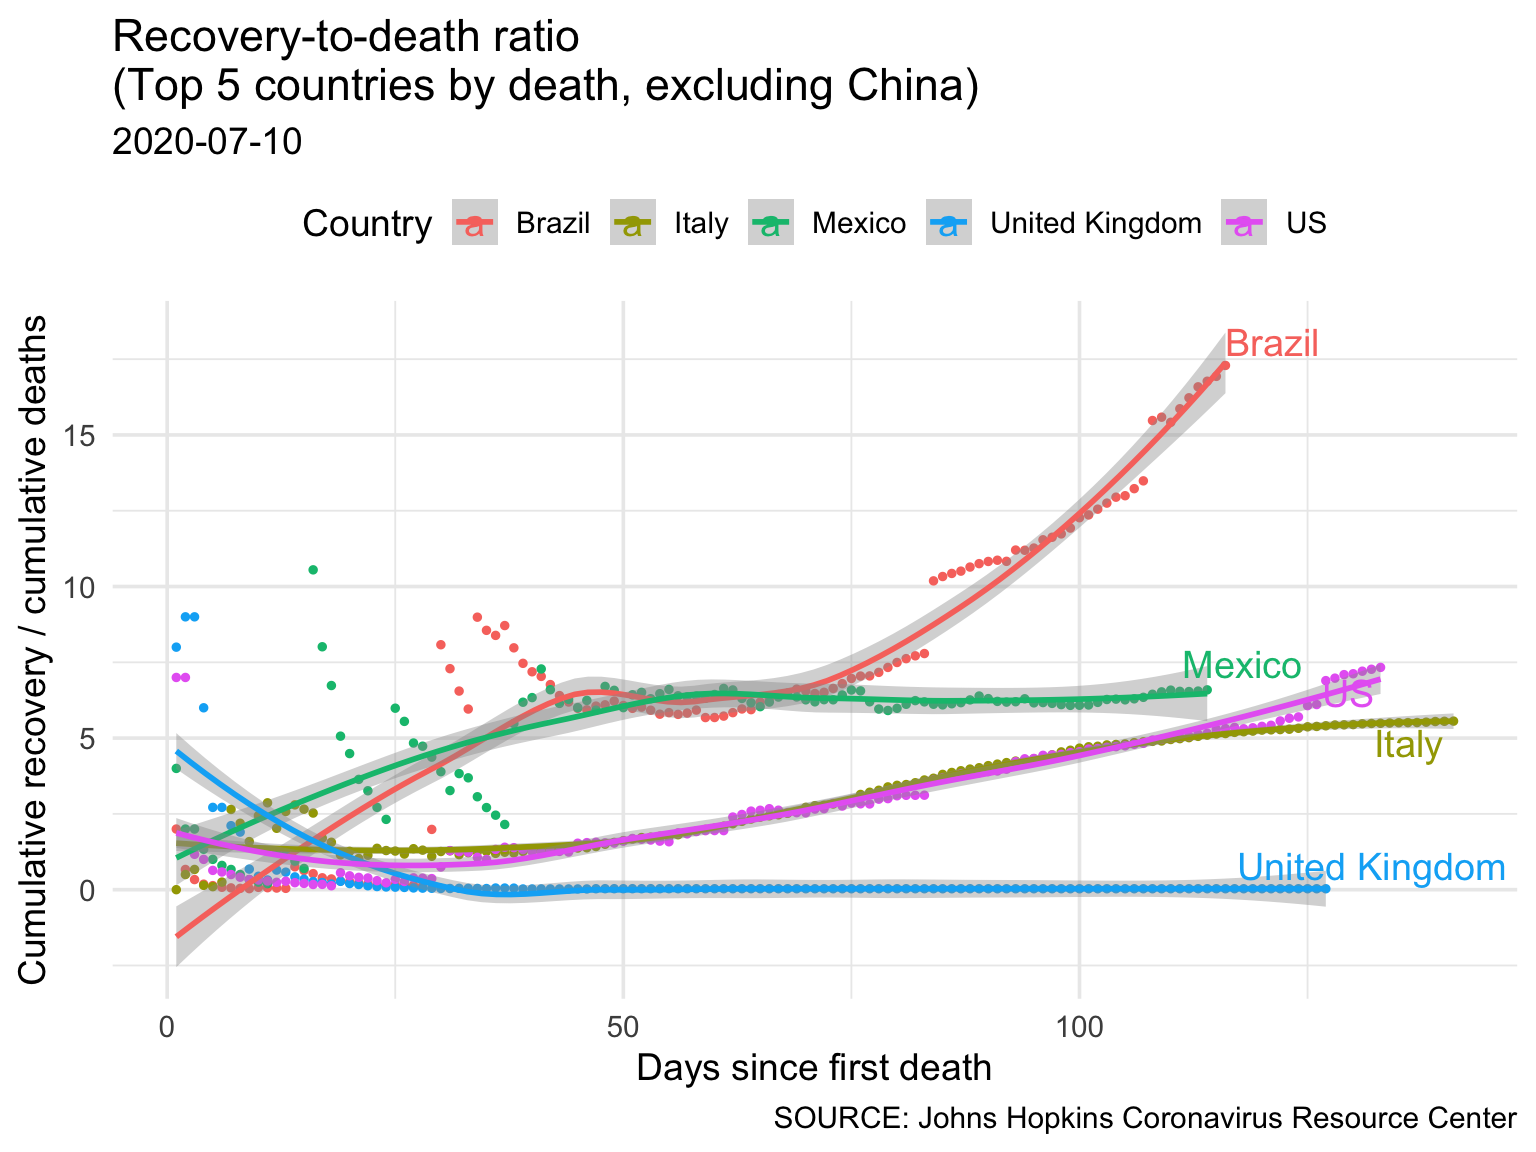 Recovery-to-death ratio
(Top 5 countries by death, excluding China)
2020-07-10
Country a Brazil a Italy a Mexico a United Kingdom a US
Cumulative recovery / cumulative deaths
15
10
5
0
Brazil
Mexico
US
Italy
United Kingdom
0 50 100
Days since first death
SOURCE: Johns Hopkins Coronavirus Resource Center